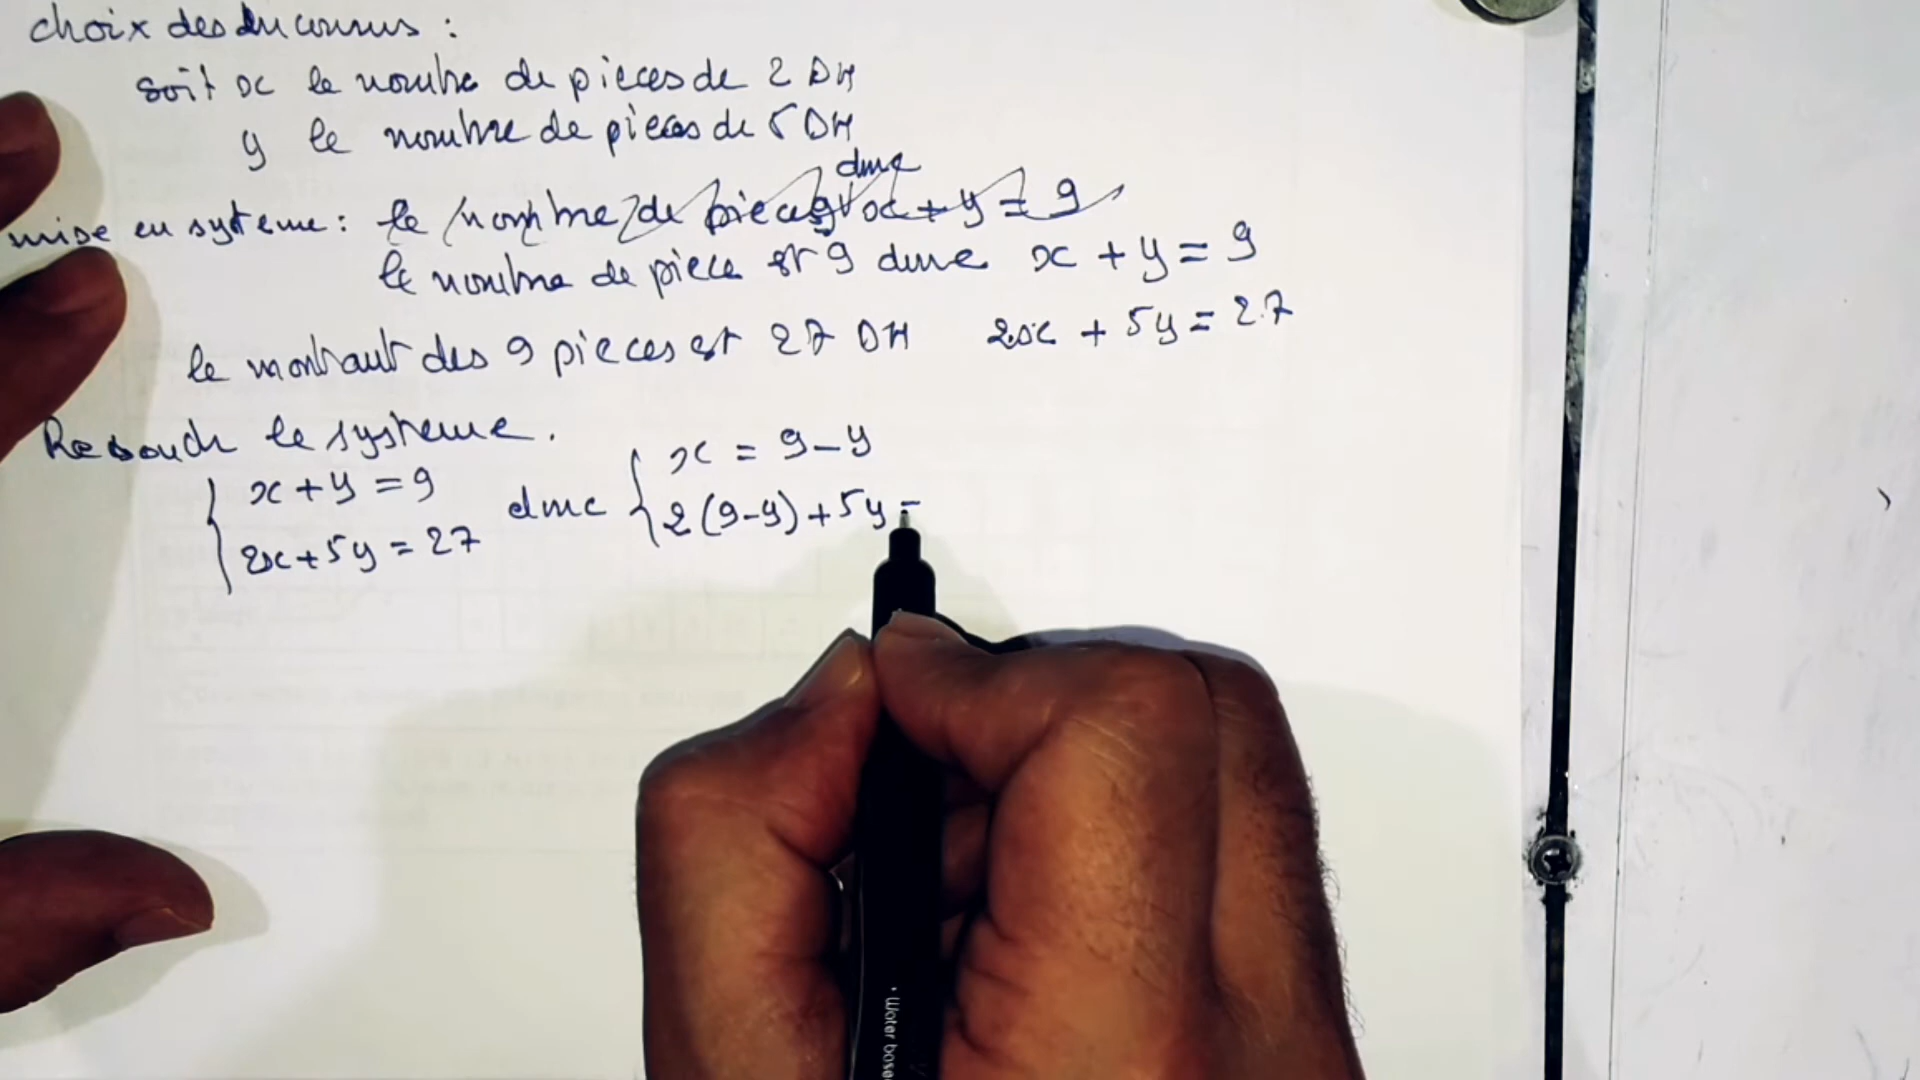 choix des inconnus :
soit x le nombre de pieces de 2 DH
y le nombre de pieces de 5 DH
donc
mise en systeme : le nombre de pieces x + y = 9
le nombre de piece est 9 donc x + y = 9
le montant des 9 pieces est 27 DH 2x + 5y = 27
Resoudre le systeme .
x + y = 9 donc x = 9 - y
2x + 5y = 27 2 (9 - y) + 5y =
• Water based